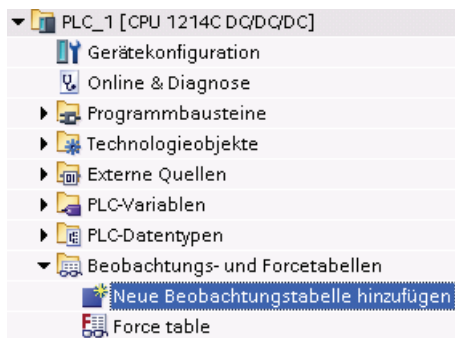 PLC_1 [CPU 1214C DC/DC/DC]
Gerätekonfiguration
Online & Diagnose
Programmbausteine
Technologieobjekte
Externe Quellen
PLC-Variablen
PLC-Datentypen
Beobachtungs- und Forcetabellen
Neue Beobachtungstabelle hinzufügen
Force table